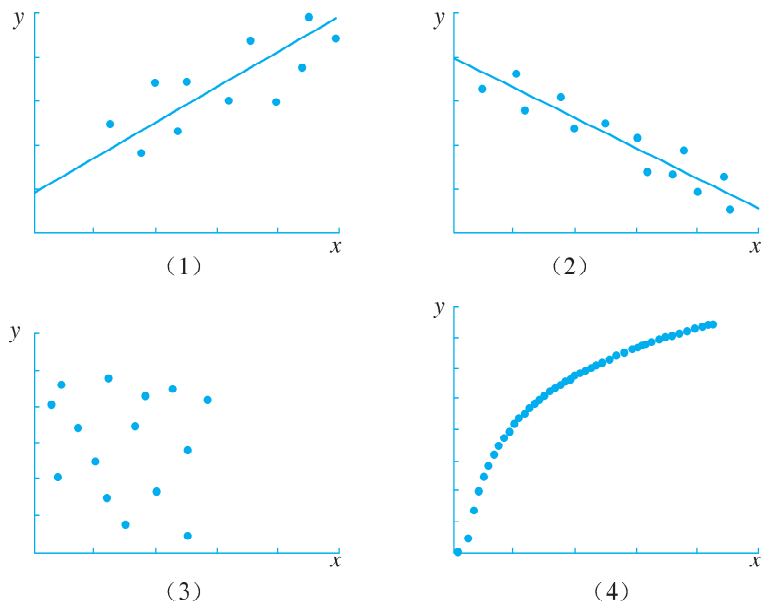 y
x
（1）
y
x
（2）
y
x
（3）
y
x
（4）